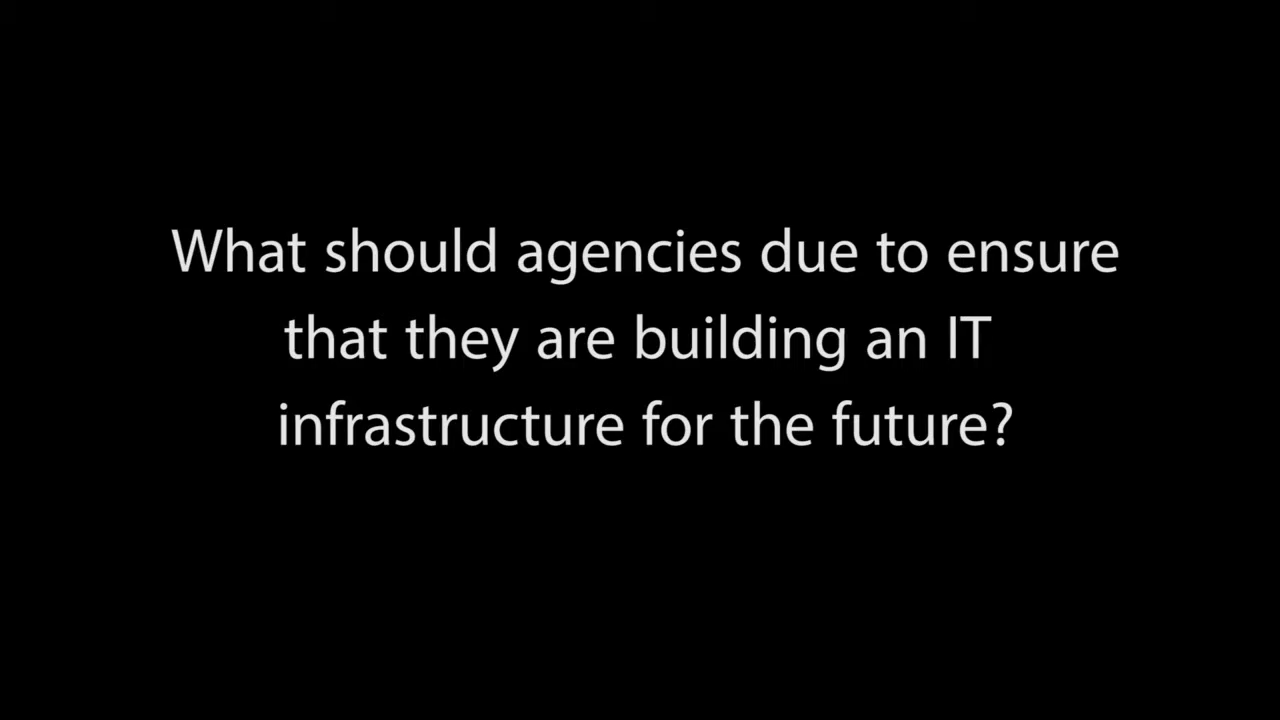 What should agencies due to ensure
that they are building an IT
infrastructure for the future?